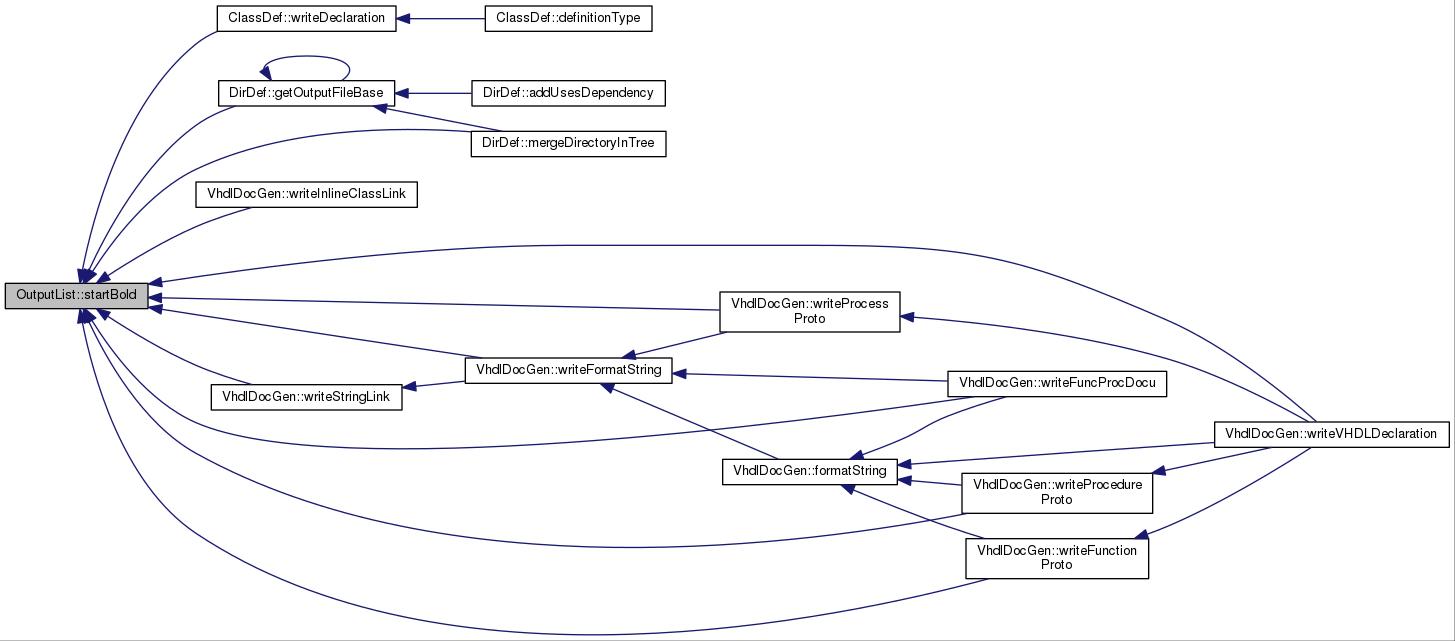 ClassDef::writeDeclaration
ClassDef::definitionType
DirDef::getOutputFileBase
DirDef::addUsesDependency
DirDef::mergeDirectoryInTree
VhdlDocGen::writeInlineClassLink
OutputList::startBold
VhdlDocGen::writeProcess
Proto
VhdlDocGen::writeFormatString
VhdlDocGen::writeFuncProcDocu
VhdlDocGen::writeStringLink
VhdlDocGen::writeVHDLDeclaration
VhdlDocGen::formatString
VhdlDocGen::writeProcedure
Proto
VhdlDocGen::writeFunction
Proto